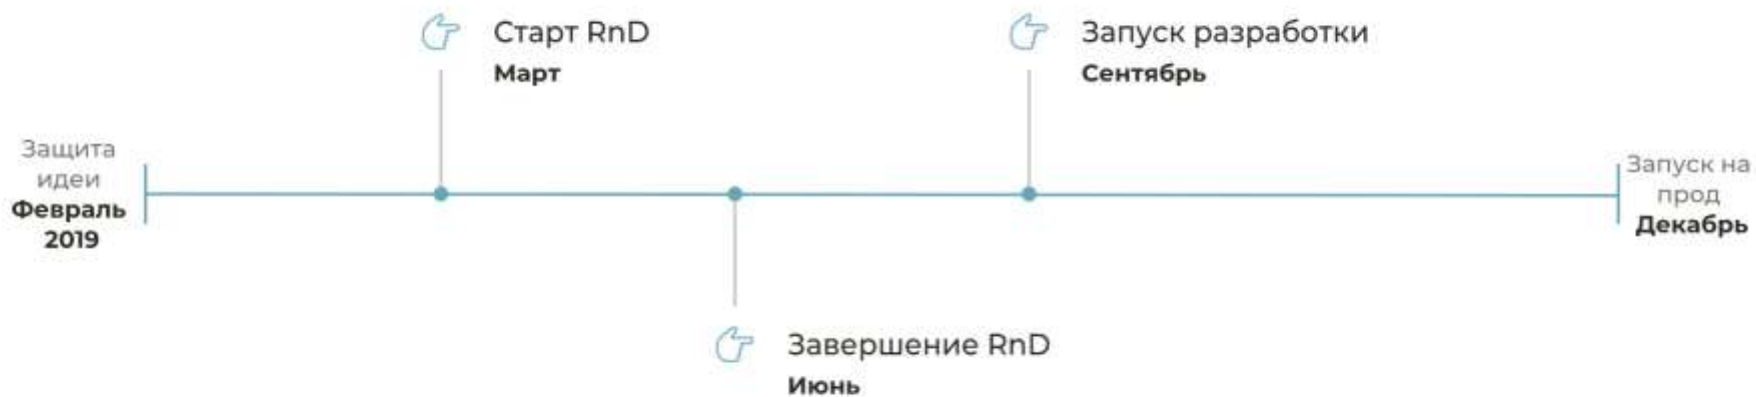 Защита
идеи
Февраль
2019
Старт RnD
Март
Завершение RnD
Июнь
Запуск разработки
Сентябрь
Запуск на
прод
Декабрь